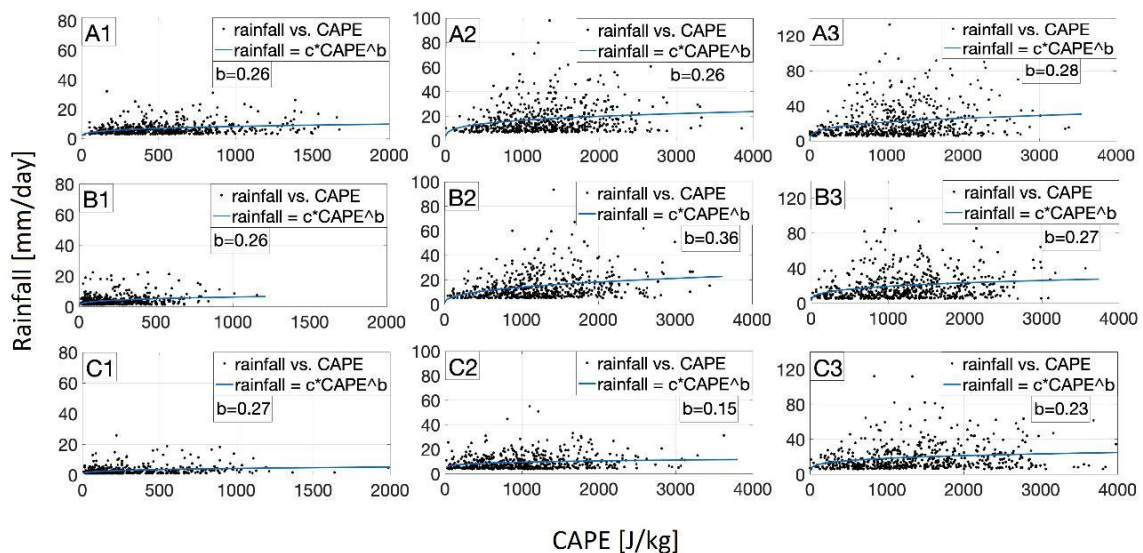 Rainfall [mm/day]
A1
rainfall vs. CAPE
rainfall = c*CAPE^b
b=0.26
80
60
40
20
0
0 500 1000 1500 2000
A2
rainfall vs. CAPE
rainfall = c*CAPE^b
b=0.26
100
80
60
40
20
0
0 1000 2000 3000 4000
A3
rainfall vs. CAPE
rainfall = c*CAPE^b
b=0.28
120
80
40
0
0 1000 2000 3000 4000
B1
rainfall vs. CAPE
rainfall = c*CAPE^b
b=0.26
80
60
40
20
0
0 500 1000 1500 2000
B2
rainfall vs. CAPE
rainfall = c*CAPE^b
b=0.36
100
80
60
40
20
0
0 1000 2000 3000 4000
B3
rainfall vs. CAPE
rainfall = c*CAPE^b
b=0.27
120
80
40
0
0 1000 2000 3000 4000
C1
rainfall vs. CAPE
rainfall = c*CAPE^b
b=0.27
80
60
40
20
0
0 500 1000 1500 2000
C2
rainfall vs. CAPE
rainfall = c*CAPE^b
b=0.15
100
80
60
40
20
0
0 1000 2000 3000 4000
C3
rainfall vs. CAPE
rainfall = c*CAPE^b
b=0.23
120
80
40
0
0 1000 2000 3000 4000
CAPE [J/kg]